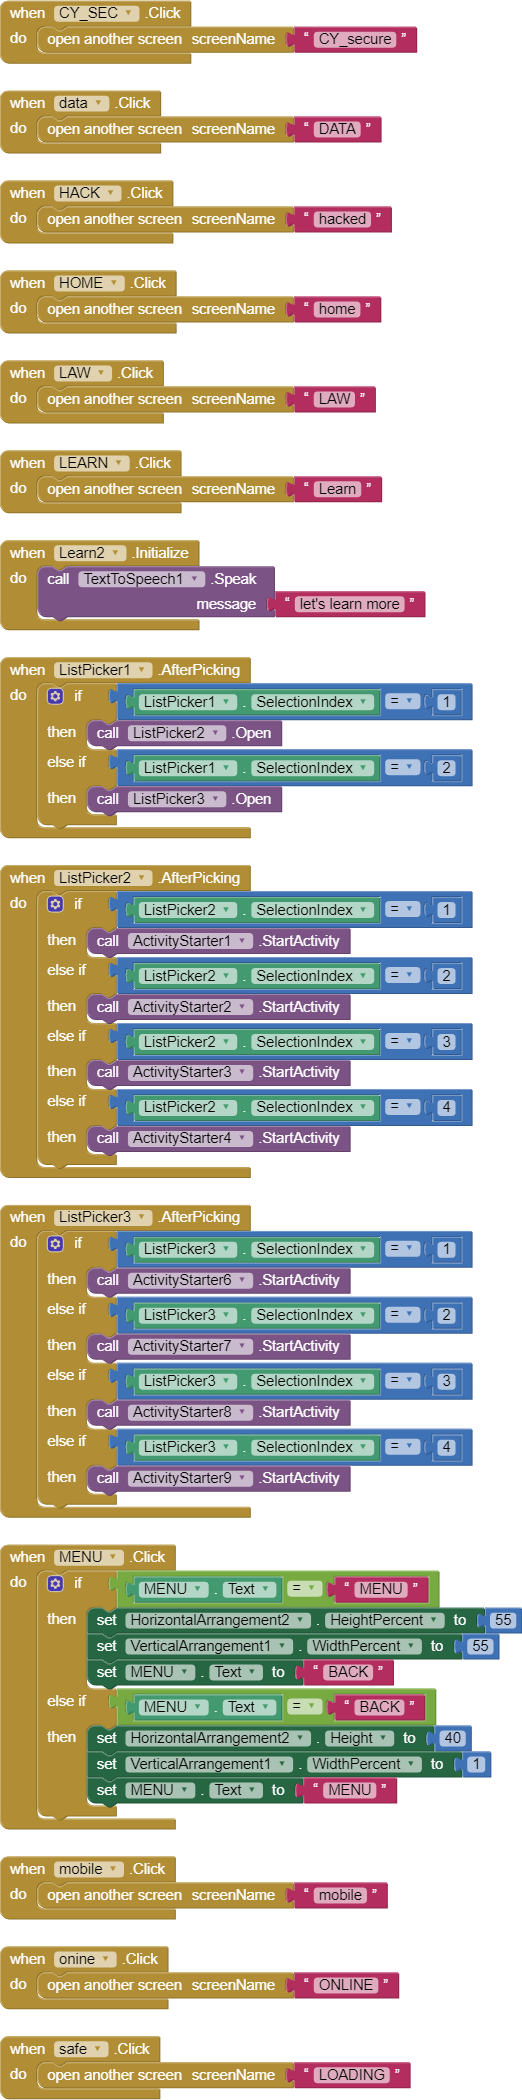 when CY_SEC .Click
do open another screen screenName " CY_secure "
when data .Click
do open another screen screenName " DATA "
when HACK .Click
do open another screen screenName " hacked "
when HOME .Click
do open another screen screenName " home "
when LAW .Click
do open another screen screenName " LAW "
when LEARN .Click
do open another screen screenName " Learn "
when Learn2 .Initialize
do call TextToSpeech1 .Speak
message " let's learn more "
when ListPicker1 .AfterPicking
do if ListPicker1 . SelectionIndex = 1
then call ListPicker2 .Open
else if ListPicker1 . SelectionIndex = 2
then call ListPicker3 .Open
when ListPicker2 .AfterPicking
do if ListPicker2 . SelectionIndex = 1
then call ActivityStarter1 .StartActivity
else if ListPicker2 . SelectionIndex = 2
then call ActivityStarter2 .StartActivity
else if ListPicker2 . SelectionIndex = 3
then call ActivityStarter3 .StartActivity
else if ListPicker2 . SelectionIndex = 4
then call ActivityStarter4 .StartActivity
when ListPicker3 .AfterPicking
do if ListPicker3 . SelectionIndex = 1
then call ActivityStarter6 .StartActivity
else if ListPicker3 . SelectionIndex = 2
then call ActivityStarter7 .StartActivity
else if ListPicker3 . SelectionIndex = 3
then call ActivityStarter8 .StartActivity
else if ListPicker3 . SelectionIndex = 4
then call ActivityStarter9 .StartActivity
when MENU .Click
do if MENU . Text = " MENU "
then set HorizontalArrangement2 . HeightPercent to 55
set VerticalArrangement1 . WidthPercent to 55
set MENU . Text to " BACK "
else if MENU . Text = " BACK "
then set HorizontalArrangement2 . Height to 40
set VerticalArrangement1 . WidthPercent to 1
set MENU . Text to " MENU "
when mobile .Click
do open another screen screenName " mobile "
when onine .Click
do open another screen screenName " ONLINE "
when safe .Click
do open another screen screenName " LOADING "